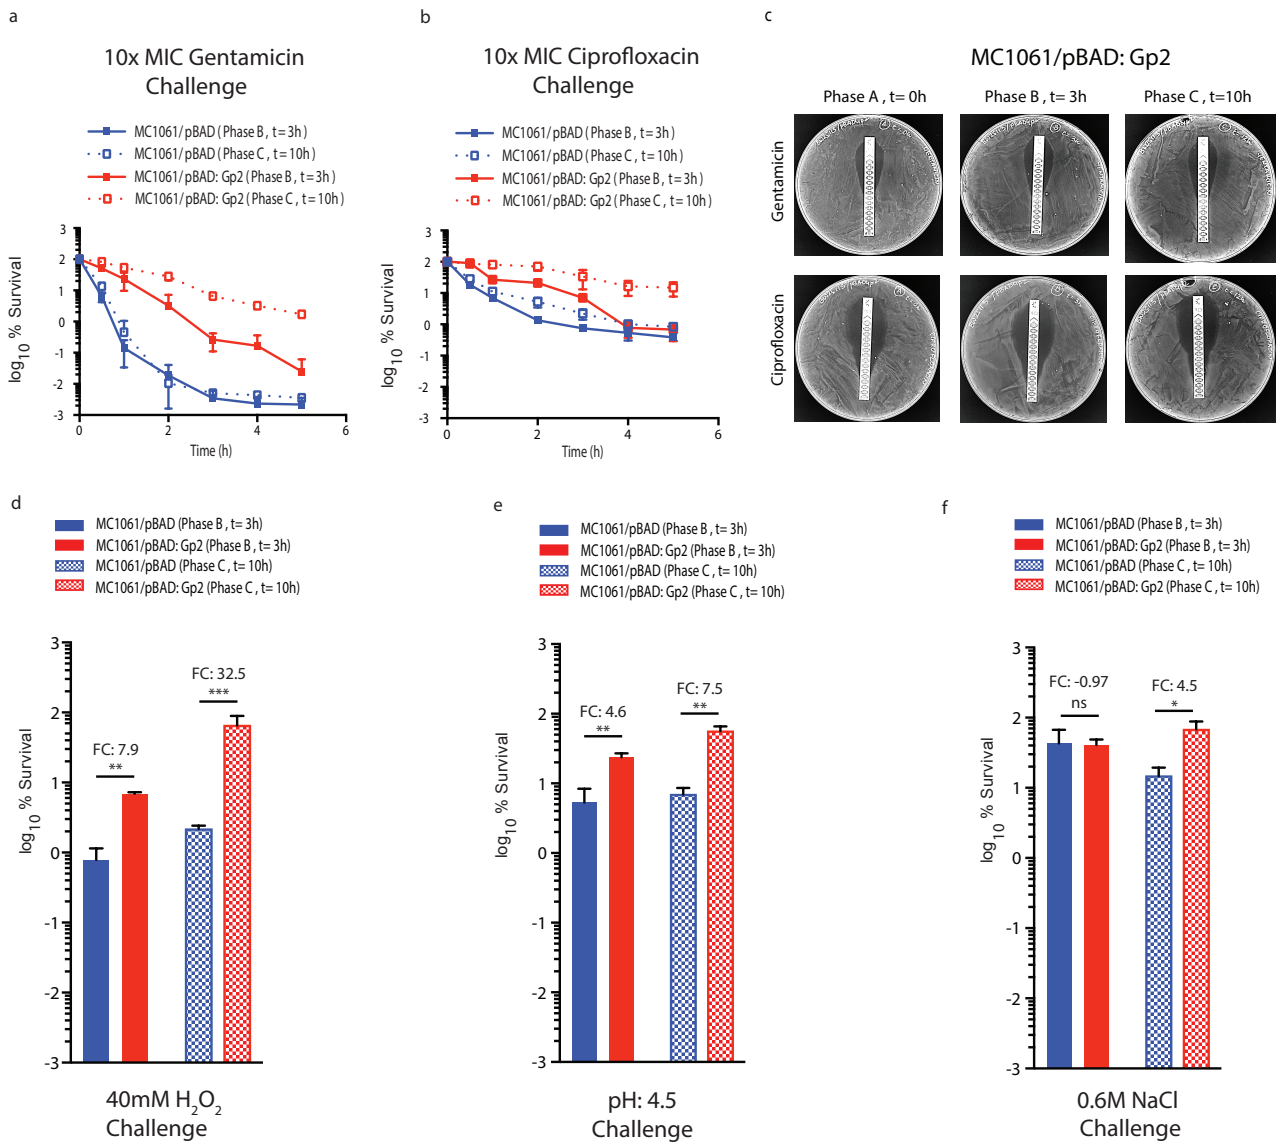 a
10x MIC Gentamicin
Challenge
MC1061/pBAD (Phase B, t= 3h)
MC1061/pBAD (Phase C, t= 10h)
MC1061/pBAD: Gp2 (Phase B, t= 3h)
MC1061/pBAD: Gp2 (Phase C, t= 10h)
log10 % Survival
3
2
1
0
-1
-2
-3
0
2
4
6
Time (h)
b
10x MIC Ciprofloxacin
Challenge
MC1061/pBAD (Phase B, t= 3h)
MC1061/pBAD (Phase C, t= 10h)
MC1061/pBAD: Gp2 (Phase B, t= 3h)
MC1061/pBAD: Gp2 (Phase C, t= 10h)
log10 % Survival
3
2
1
0
-1
-2
-3
0
2
4
6
Time (h)
c
MC1061/pBAD: Gp2
Phase A , t= 0h
Phase B , t= 3h
Phase C , t=10h
Gentamicin
Ciprofloxacin
d
MC1061/pBAD (Phase B , t= 3h)
MC1061/pBAD: Gp2 (Phase B , t= 3h)
MC1061/pBAD (Phase C , t= 10h)
MC1061/pBAD: Gp2 (Phase C , t= 10h)
log10 % Survival
3
2
1
0
-1
-2
-3
FC: 7.9
**
FC: 32.5
***
40mM H2O2
Challenge
e
MC1061/pBAD (Phase B , t= 3h)
MC1061/pBAD: Gp2 (Phase B , t= 3h)
MC1061/pBAD (Phase C , t= 10h)
MC1061/pBAD: Gp2 (Phase C , t= 10h)
log10 % Survival
3
2
1
0
-1
-2
-3
FC: 4.6
**
FC: 7.5
**
pH: 4.5
Challenge
f
MC1061/pBAD (Phase B , t= 3h)
MC1061/pBAD: Gp2 (Phase B , t= 3h)
MC1061/pBAD (Phase C , t= 10h)
MC1061/pBAD: Gp2 (Phase C , t= 10h)
log10 % Survival
3
2
1
0
-1
-2
-3
FC: -0.97
ns
FC: 4.5
*
0.6M NaCl
Challenge